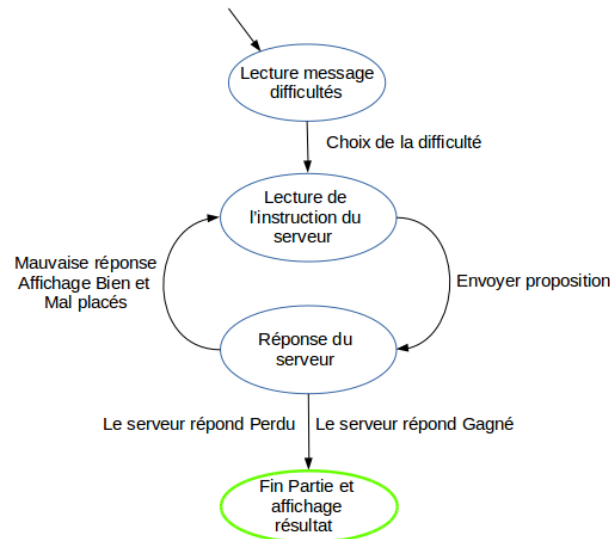 Lecture message
difficultés
Choix de la difficulté
Lecture de
l'instruction du
serveur
Mauvaise réponse
Affichage Bien et
Mal placés
Envoyer proposition
Réponse du
serveur
Le serveur répond Perdu
Le serveur répond Gagné
Fin Partie et
affichage
résultat